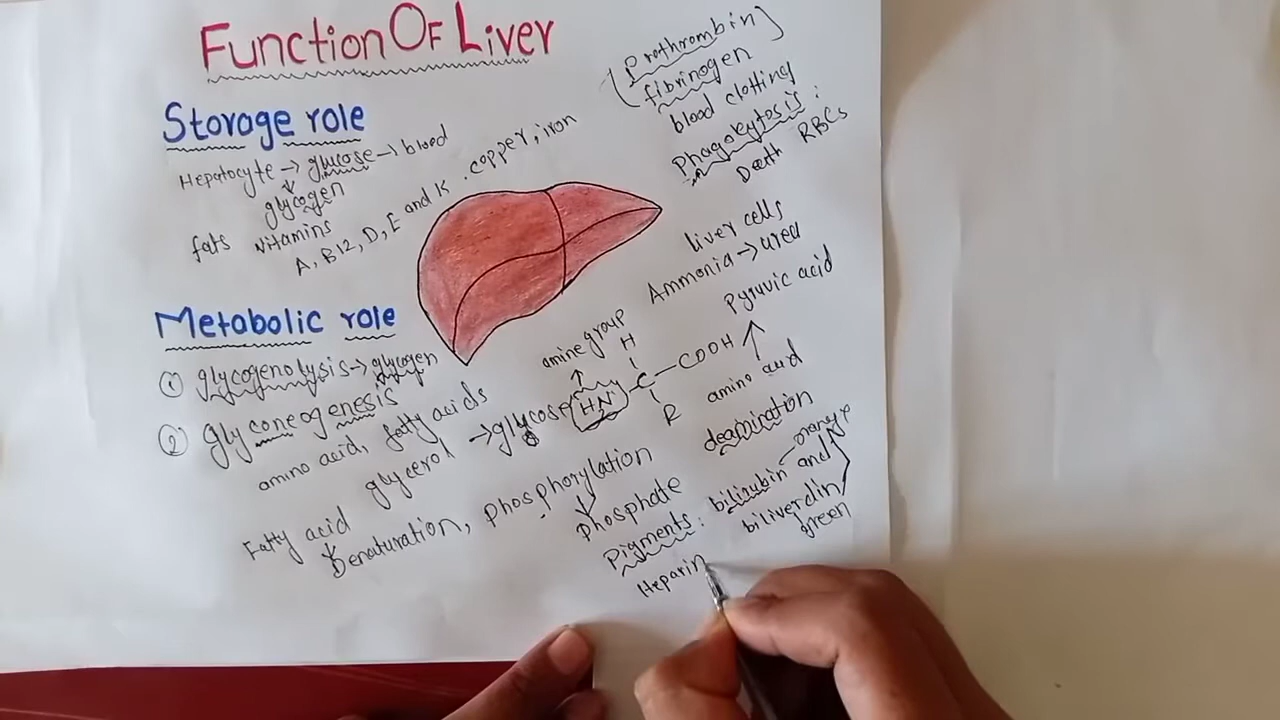 Function Of Liver
Storage role
Hepatocyte → glucose → blood
glycogen
fats vitamins
A, B12, D, E and K . copper, iron
Metabolic role
① glycogenolysis → glycogen
② glyconeogenesis
amino acid, fatty acids
glycerol → glycose
Fatty acid
Denaturation, phosphorylation
phosphate
Pigments : bilirubin and
orange
biliverdin
green
Heparin
(Prothrombin)
fibrinogen
blood clotting
Phagocytosis :
Death RBCs
liver cells
Ammonia → urea
Pyruvic acid
amino acid
deamination
amine group
H
HN - C - COOH
R